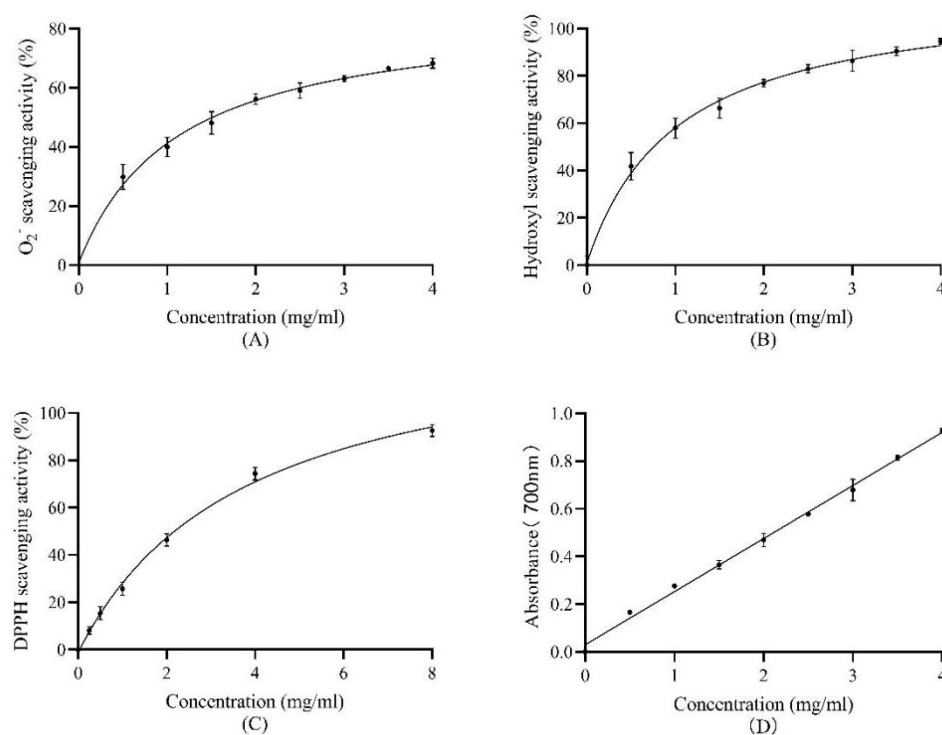 O2- scavenging activity (%)
80
60
40
20
0
0 1 2 3 4
Concentration (mg/ml)
(A)
Hydroxyl scavenging activity (%)
100
80
60
40
20
0
0 1 2 3 4
Concentration (mg/ml)
(B)
DPPH scavenging activity (%)
100
80
60
40
20
0
0 2 4 6 8
Concentration (mg/ml)
(C)
Absorbance( 700nm)
1.0
0.8
0.6
0.4
0.2
0.0
0 1 2 3 4
Concentration (mg/ml)
(D)